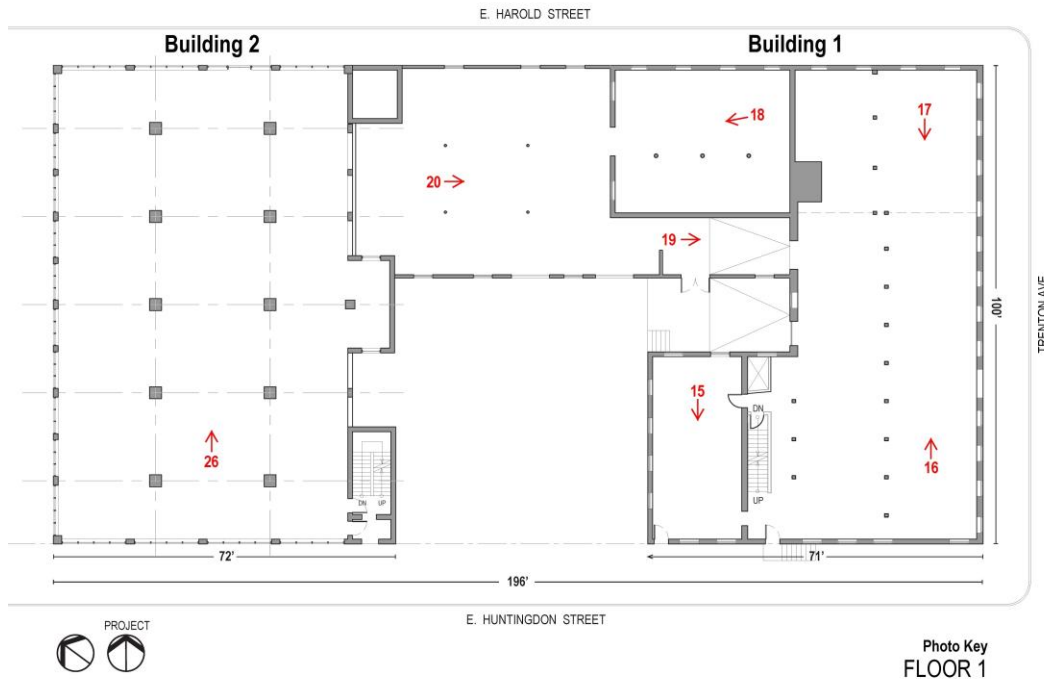 E. HAROLD STREET
Building 2
Building 1
17
18
20
19
100'
TRENTON AVE
15
DN
26
16
UP
DN UP
72'
71'
196'
E. HUNTINGDON STREET
PROJECT
Photo Key
FLOOR 1